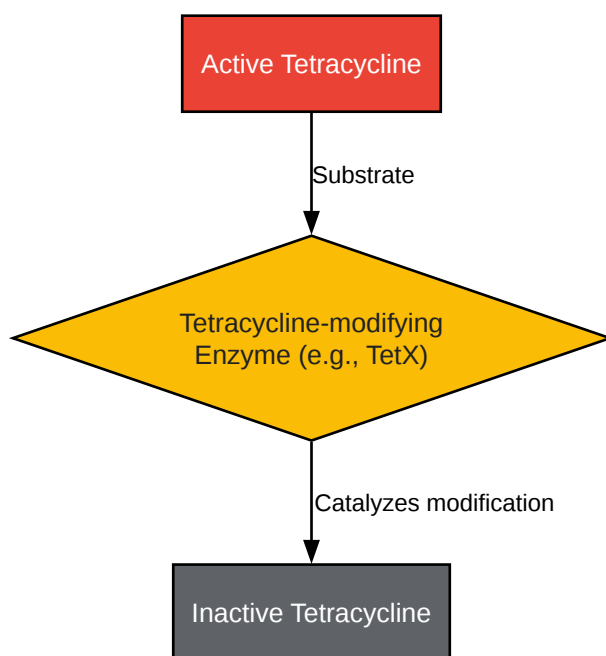 Active Tetracycline
Substrate
Tetracycline-modifying
Enzyme (e.g., TetX)
Catalyzes modification
Inactive Tetracycline